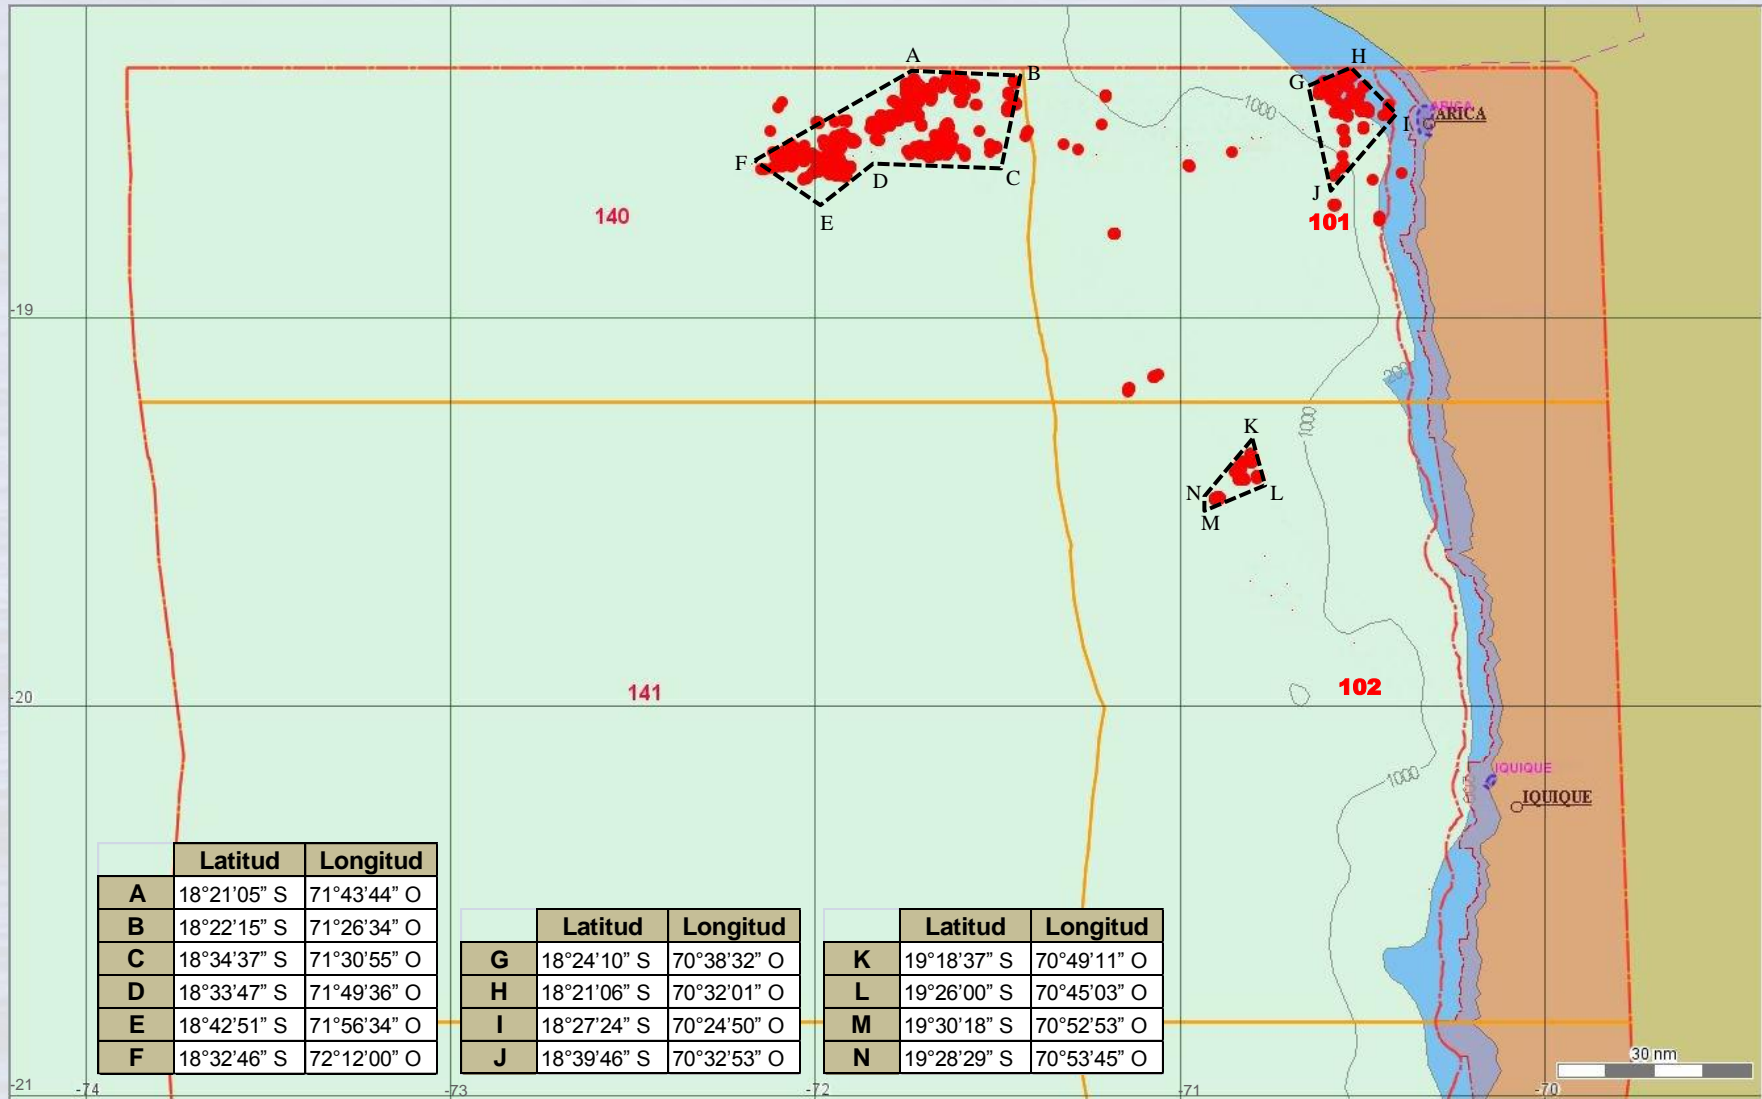 A
B
H
G
I
1000
ARICA
ARICA
F
D
C
E
J
140
101
-19
200
1000
K
N
L
M
-20
141
102
1000
IQUIQUE
IQUIQUE
Latitud Longitud
A 18°21'05” S 71°43'44” O
B 18°22'15” S 71°26'34” O
C 18°34'37” S 71°30'55” O
D 18°33'47” S 71°49'36” O
E 18°42'51” S 71°56'34” O
F 18°32'46” S 72°12'00” O
Latitud Longitud
G 18°24'10” S 70°38'32” O
H 18°21'06” S 70°32'01” O
I 18°27'24” S 70°24'50” O
J 18°39'46” S 70°32'53” O
Latitud Longitud
K 19°18'37” S 70°49'11” O
L 19°26'00” S 70°45'03” O
M 19°30'18” S 70°52'53” O
N 19°28'29” S 70°53'45” O
30 nm
-21
-74
-73
-72
-71
-70